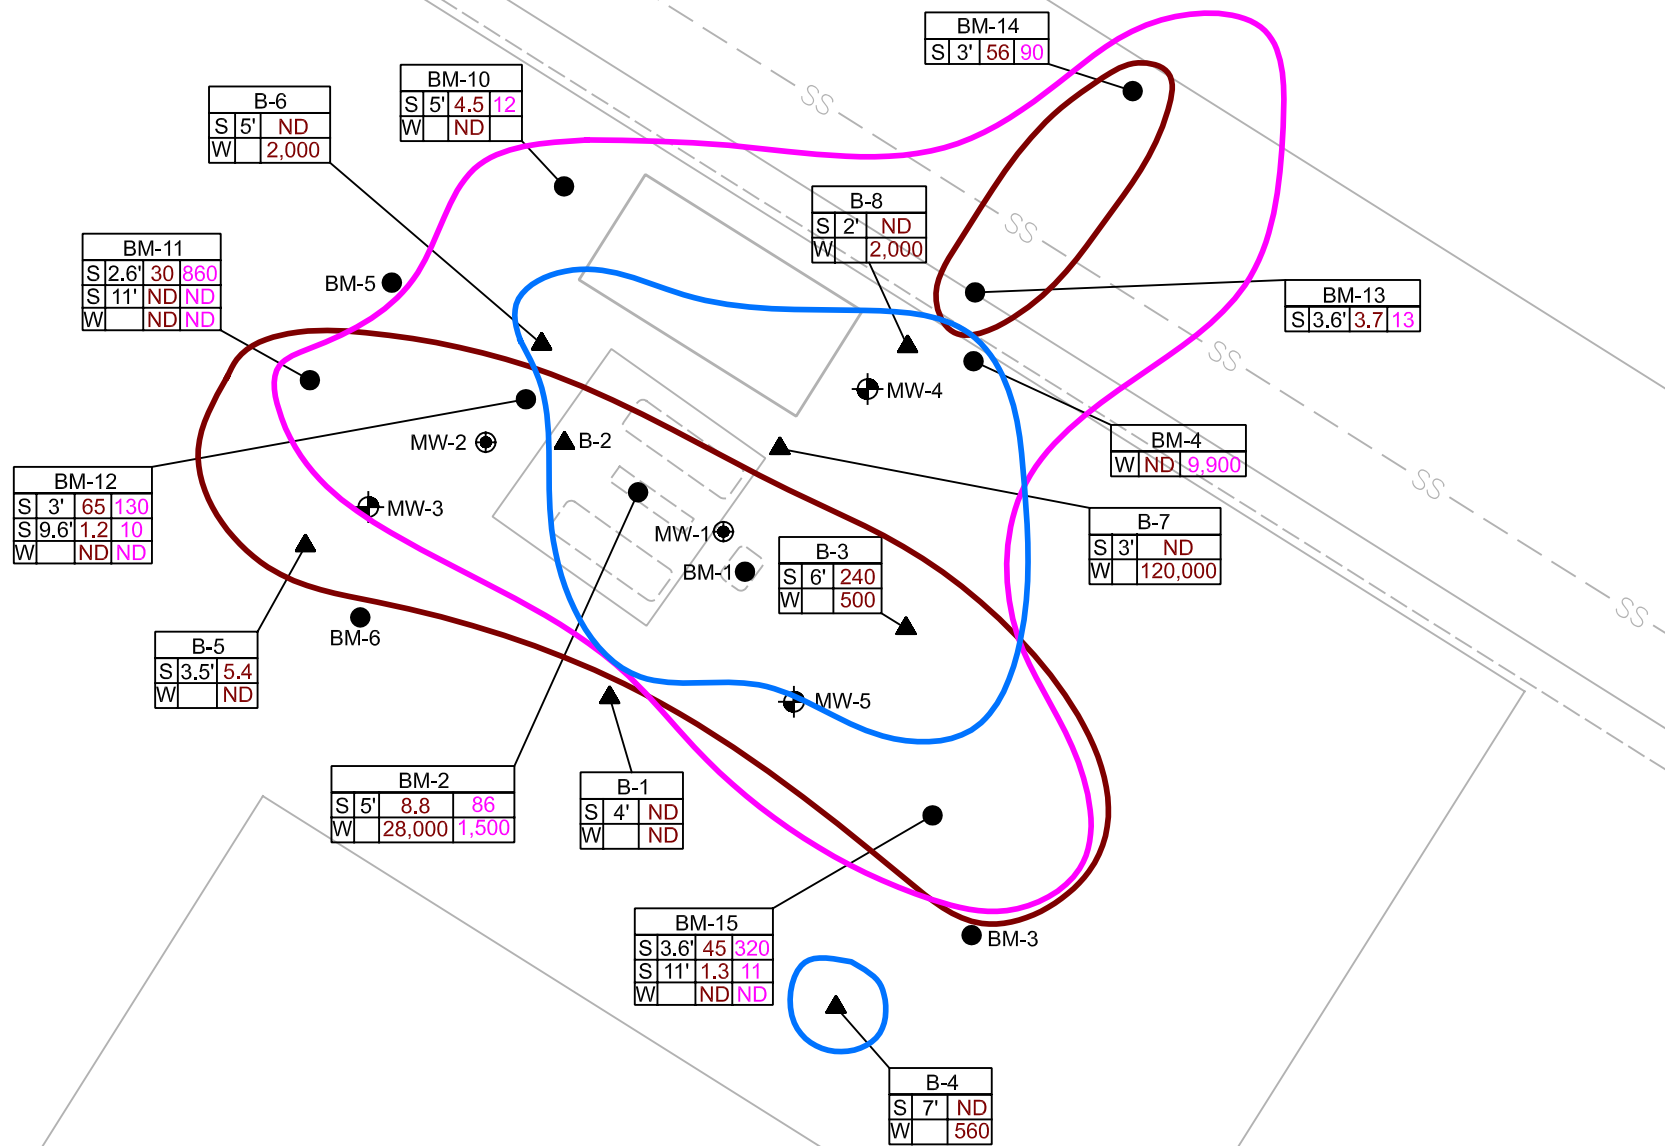 BM-14
S 3' 56 90
BM-10
S 5' 4.5 12
W ND
B-6
S 5' ND
W 2,000
SS
B-8
S 2' ND
W 2,000
SS
BM-11
S 2.6' 30 860
S 11' ND ND
W ND ND
BM-5
BM-13
S 3.6' 3.7 13
SS
MW-4
BM-4
W ND 9,900
MW-2
B-2
SS
BM-12
S 3' 65 130
S 9.6' 1.2 10
W ND ND
MW-3
MW-1
B-7
S 3' ND
W 120,000
B-3
S 6' 240
W 500
BM-1
SS
BM-6
B-5
S 3.5' 5.4
W ND
MW-5
BM-2
S 5' 8.8 86
W 28,000 1,500
B-1
S 4' ND
W ND
BM-15
S 3.6' 45 320
S 11' 1.3 11
W ND ND
BM-3
B-4
S 7' ND
W 560